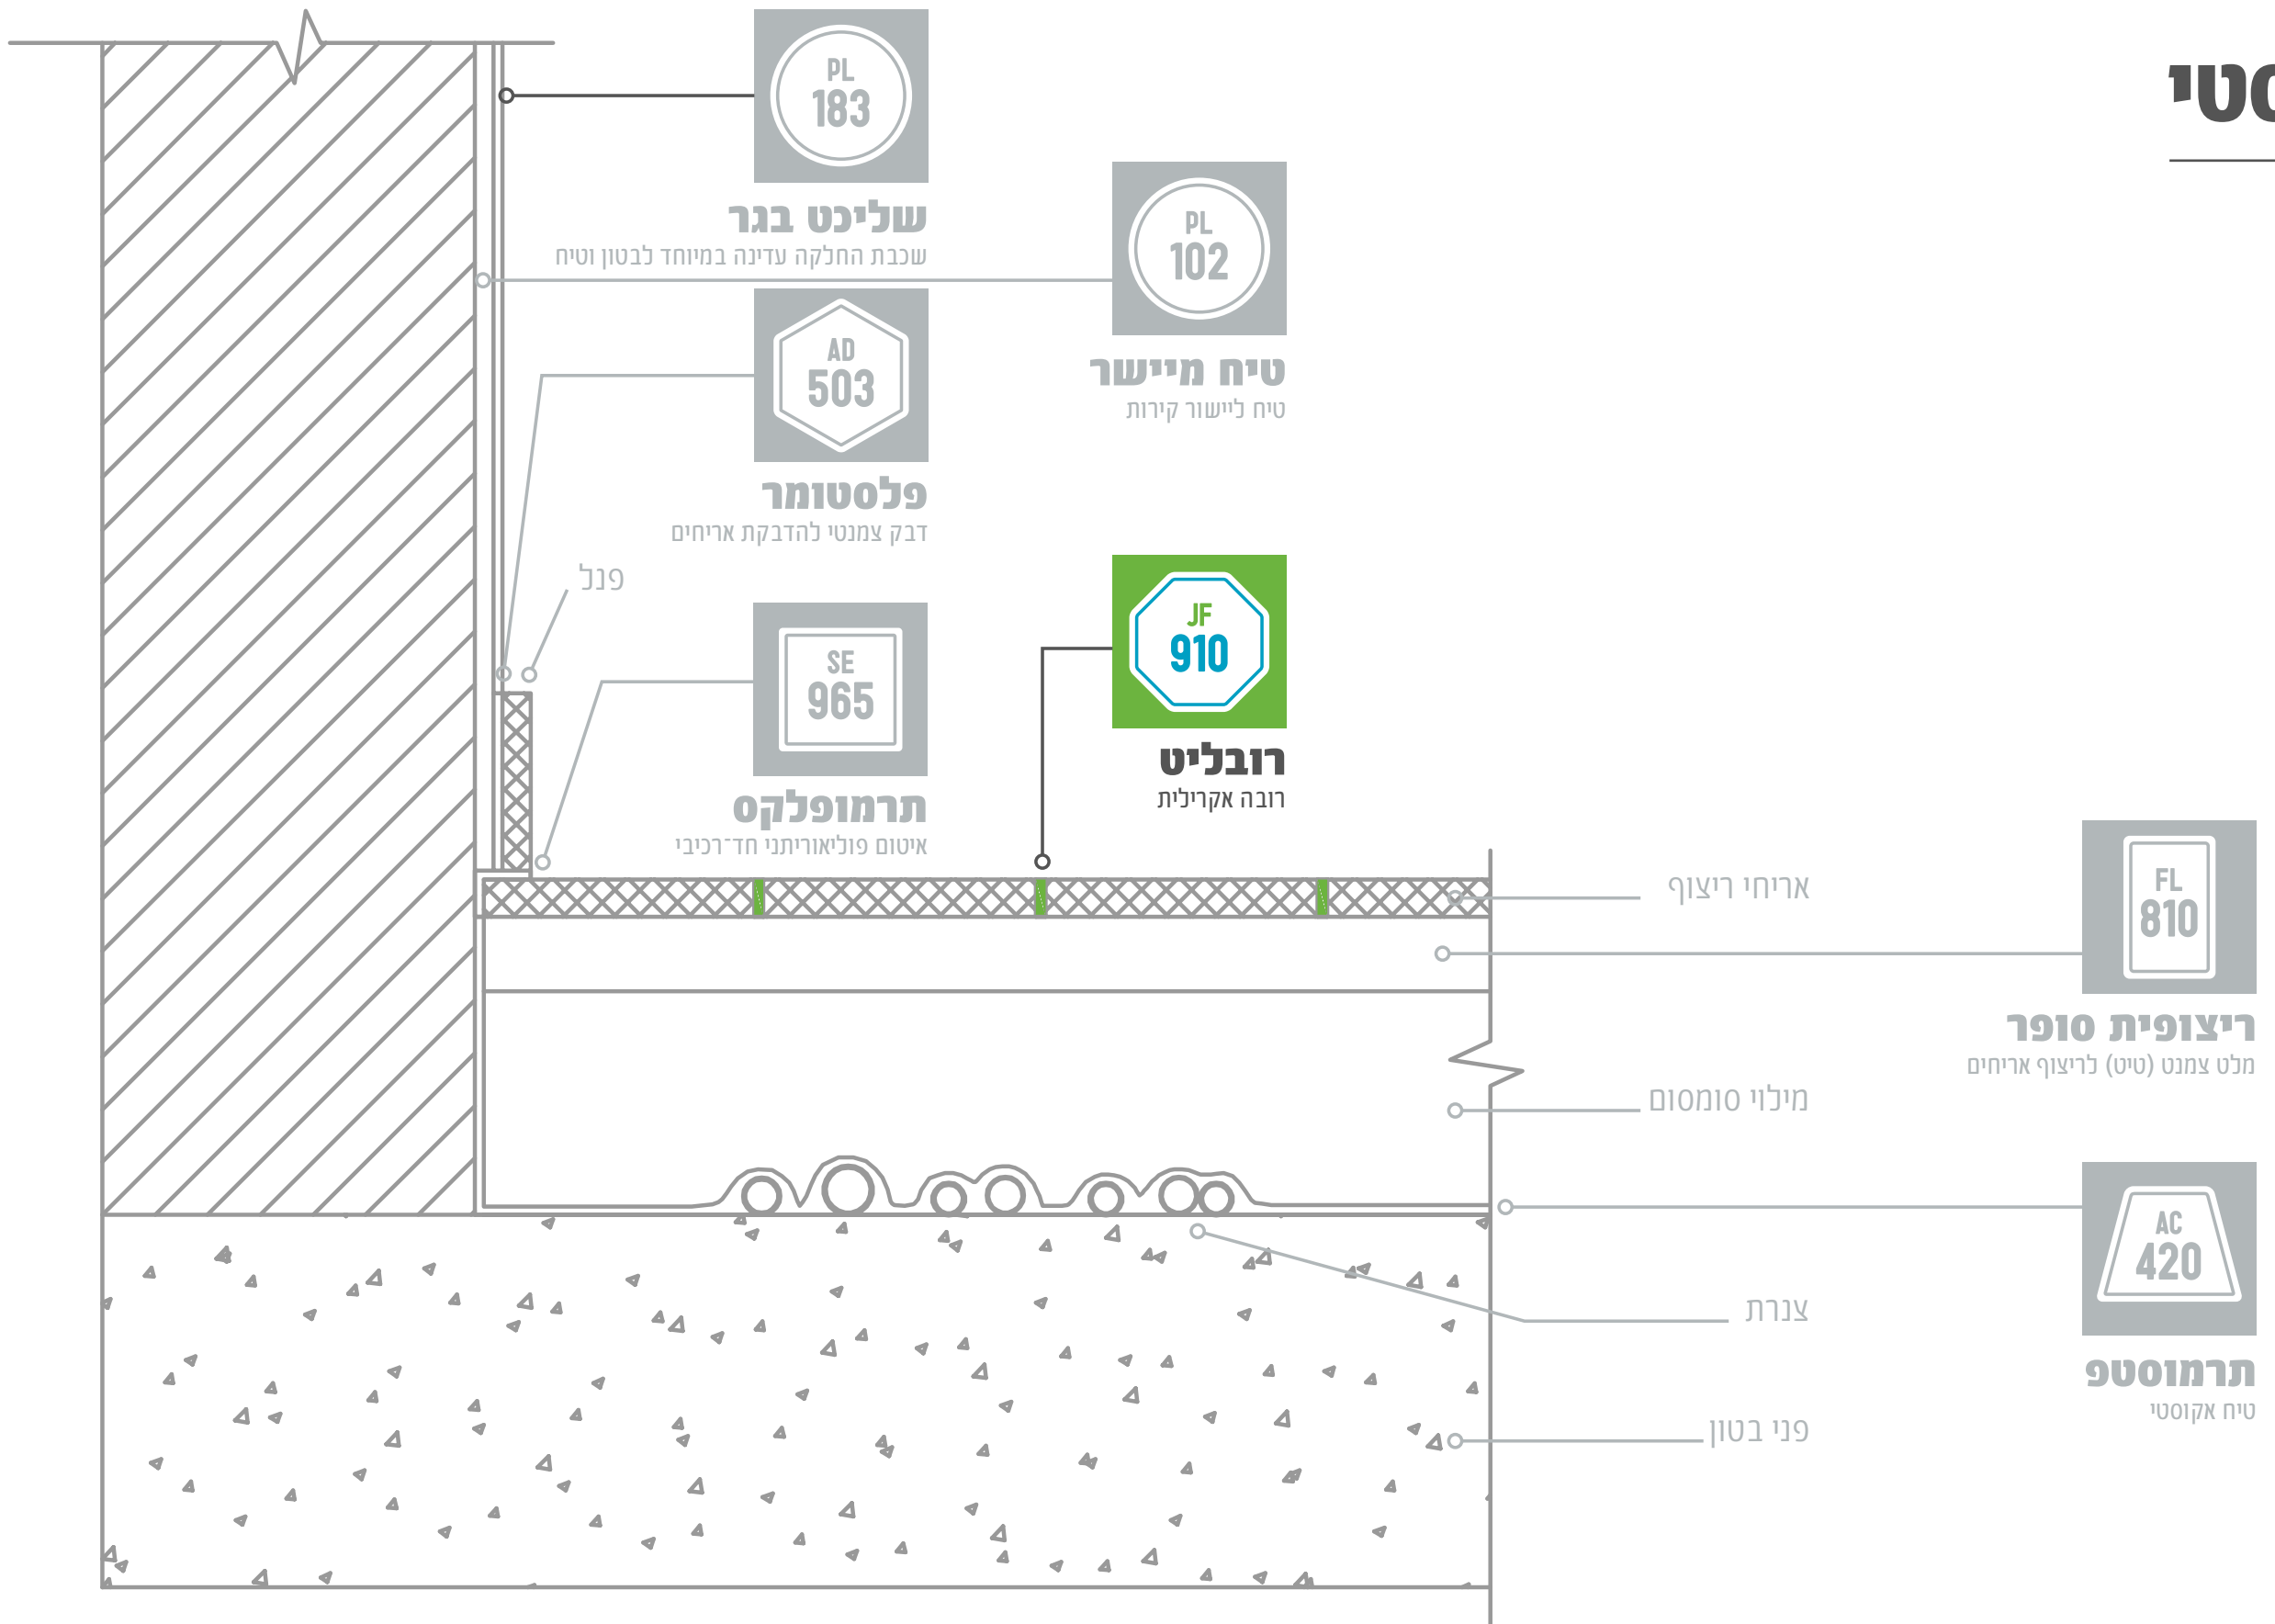 PL
183
שליכט בגר
שכבת החלקה עדינה במיוחד לבטון וטיח
PL
102
טיח מיישר
טיח ליישור קירות
AD
503
פלסטומר
דבק צמנטי להדבקת אריחים
פנל
JF
910
רובליט
רובה אקרילית
SE
965
תרמופלקס
איטום פוליאוריתני חד־רכיבי
אריחי ריצוף
FL
810
ריצופית סופר
מלט צמנט (טיט) לריצוף אריחים
מילוי סומסום
AC
420
תרמוסטפ
טיח אקוסטי
צנרת
פני בטון